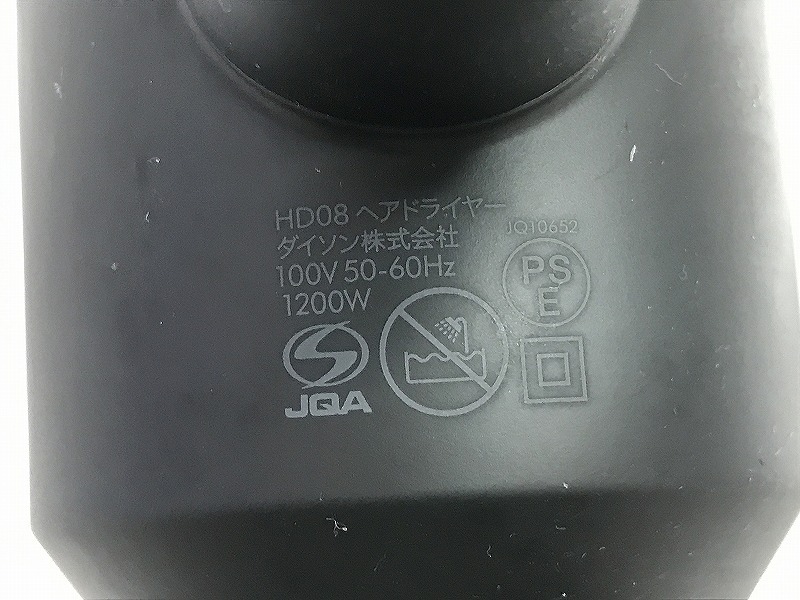 HD08 ヘアドライヤー
ダイソン株式会社
100V 50-60Hz
1200W
JQA
JQ10652
PS
E